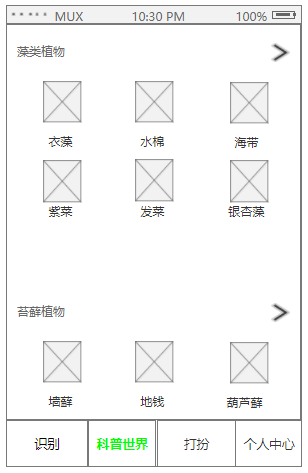 MUX 10:30 PM 100%
藻类植物
衣藻 水棉 海带
紫菜 发菜 银杏藻
苔藓植物
墙藓 地钱 葫芦藓
识别 科普世界 打扮 个人中心